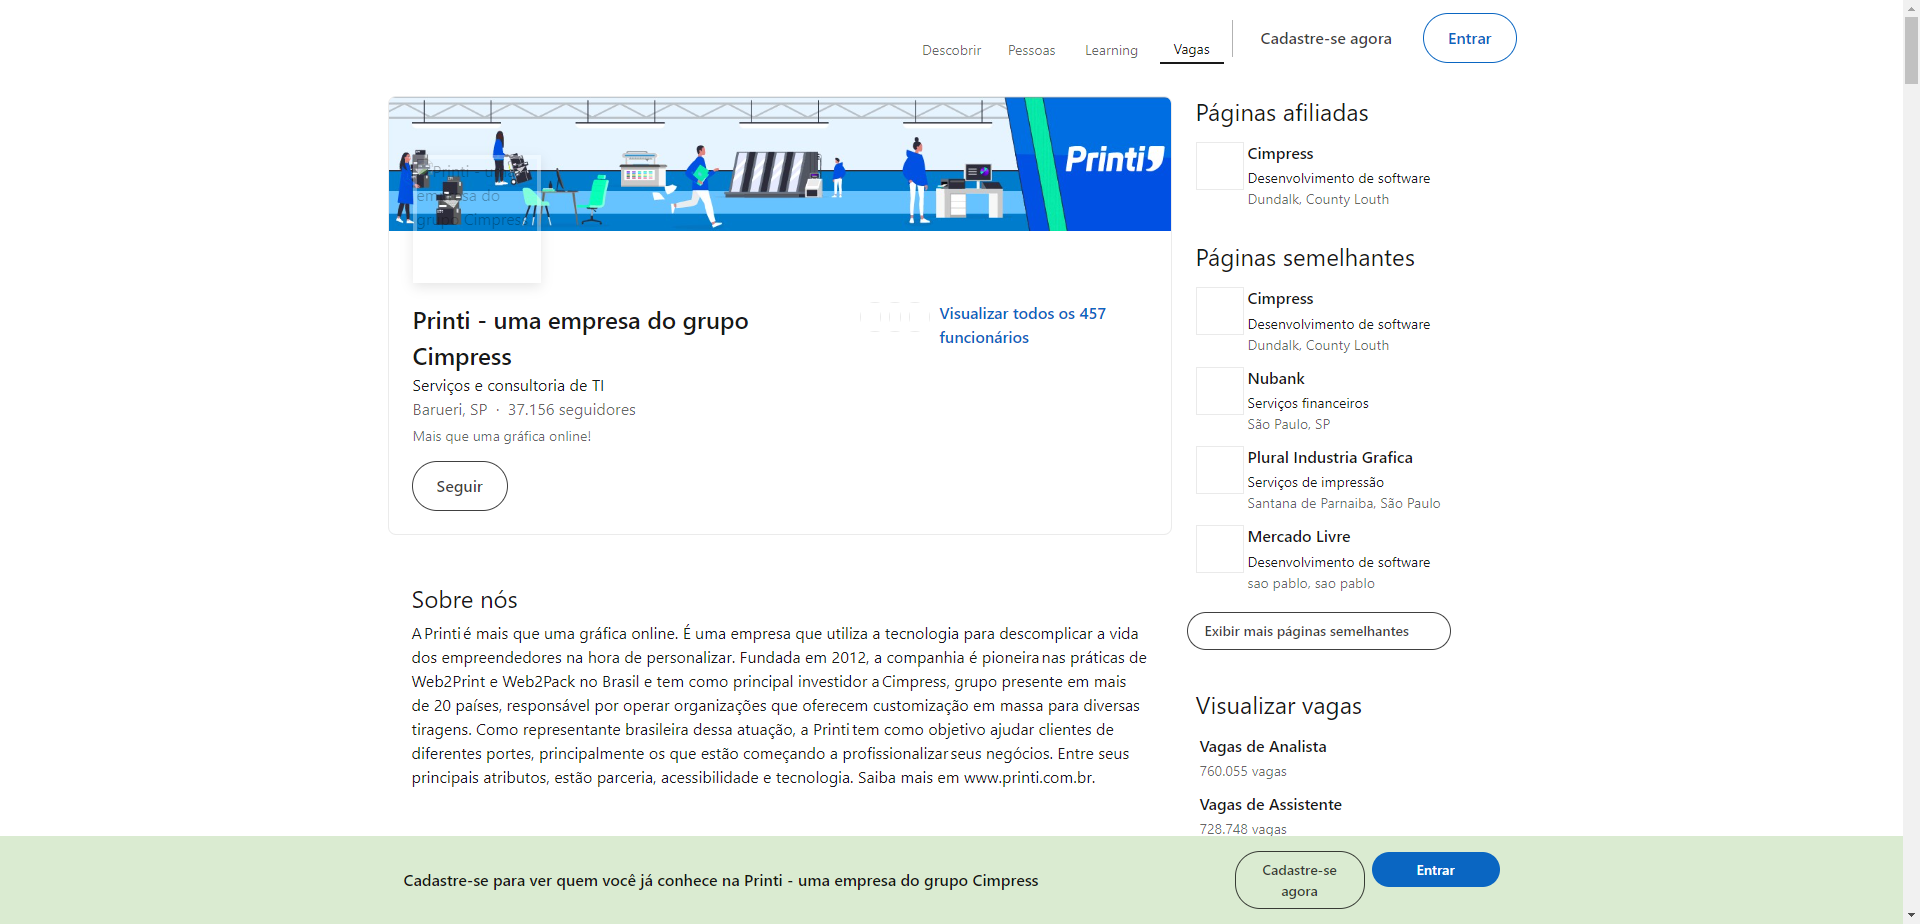 Descobrir
Pessoas
Learning
Vagas
Cadastre-se agora
Entrar
Printi
Printi - uma
empresa do
grupo Cimpress
Printi - uma empresa do grupo
Cimpress
Serviços e consultoria de TI
Barueri, SP · 37.156 seguidores
Mais que uma gráfica online!
Visualizar todos os 457
funcionários
Seguir
Sobre nós
A Printi é mais que uma gráfica online. É uma empresa que utiliza a tecnologia para descomplicar a vida
dos empreendedores na hora de personalizar. Fundada em 2012, a companhia é pioneira nas práticas de
Web2Print e Web2Pack no Brasil e tem como principal investidor a Cimpress, grupo presente em mais
de 20 países, responsável por operar organizações que oferecem customização em massa para diversas
tiragens. Como representante brasileira dessa atuação, a Printi tem como objetivo ajudar clientes de
diferentes portes, principalmente os que estão começando a profissionalizar seus negócios. Entre seus
principais atributos, estão parceria, acessibilidade e tecnologia. Saiba mais em www.printi.com.br.
Páginas afiliadas
Cimpress
Desenvolvimento de software
Dundalk, County Louth
Páginas semelhantes
Cimpress
Desenvolvimento de software
Dundalk, County Louth
Nubank
Serviços financeiros
São Paulo, SP
Plural Industria Grafica
Serviços de impressão
Santana de Parnaiba, São Paulo
Mercado Livre
Desenvolvimento de software
sao pablo, sao pablo
Exibir mais páginas semelhantes
Visualizar vagas
Vagas de Analista
760.055 vagas
Vagas de Assistente
728.748 vagas
Cadastre-se para ver quem você já conhece na Printi - uma empresa do grupo Cimpress
Cadastre-se
agora
Entrar